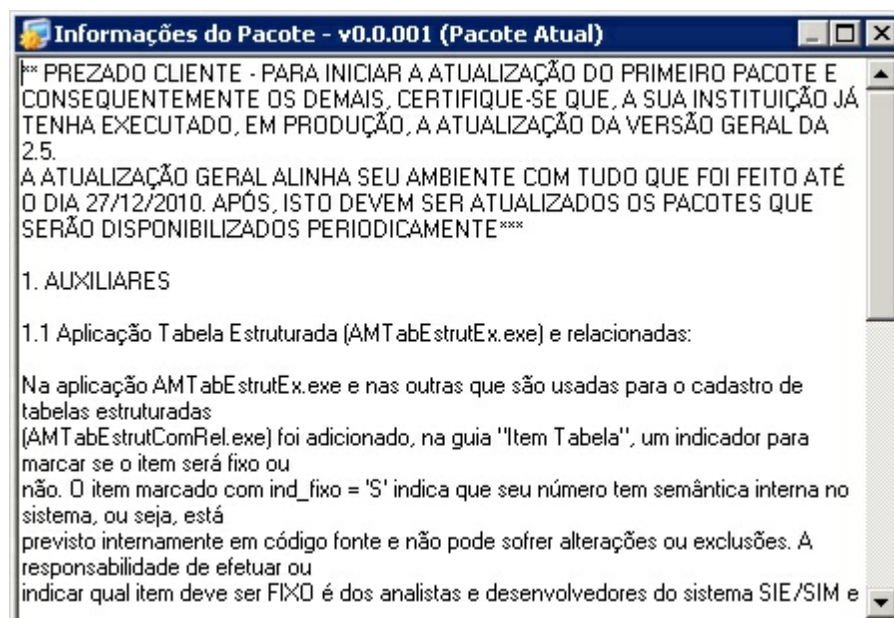 Informações do Pacote - v0.0.001 (Pacote Atual)
** PREZADO CLIENTE - PARA INICIAR A ATUALIZAÇÃO DO PRIMEIRO PACOTE E
CONSEQUENTEMENTE OS DEMAIS, CERTIFIQUE-SE QUE, A SUA INSTITUIÇÃO JÁ
TENHA EXECUTADO, EM PRODUÇÃO, A ATUALIZAÇÃO DA VERSÃO GERAL DA
2.5.
A ATUALIZAÇÃO GERAL ALINHA SEU AMBIENTE COM TUDO QUE FOI FEITO ATÉ
O DIA 27/12/2010. APÓS, ISTO DEVEM SER ATUALIZADOS OS PACOTES QUE
SERÃO DISPONIBILIZADOS PERIODICAMENTE***
1. AUXILIARES
1.1 Aplicação Tabela Estruturada (AMTabEstrutEx.exe) e relacionadas:
Na aplicação AMTabEstrutEx.exe e nas outras que são usadas para o cadastro de
tabelas estruturadas
(AMTabEstrutComRel.exe) foi adicionado, na guia "Item Tabela", um indicador para
marcar se o item será fixo ou
não. O item marcado com ind_fixo = 'S' indica que seu número tem semântica interna no
sistema, ou seja, está
previsto internamente em código fonte e não pode sofrer alterações ou exclusões. A
responsabilidade de efetuar ou
indicar qual item deve ser FIXO é dos analistas e desenvolvedores do sistema SIE/SIM e